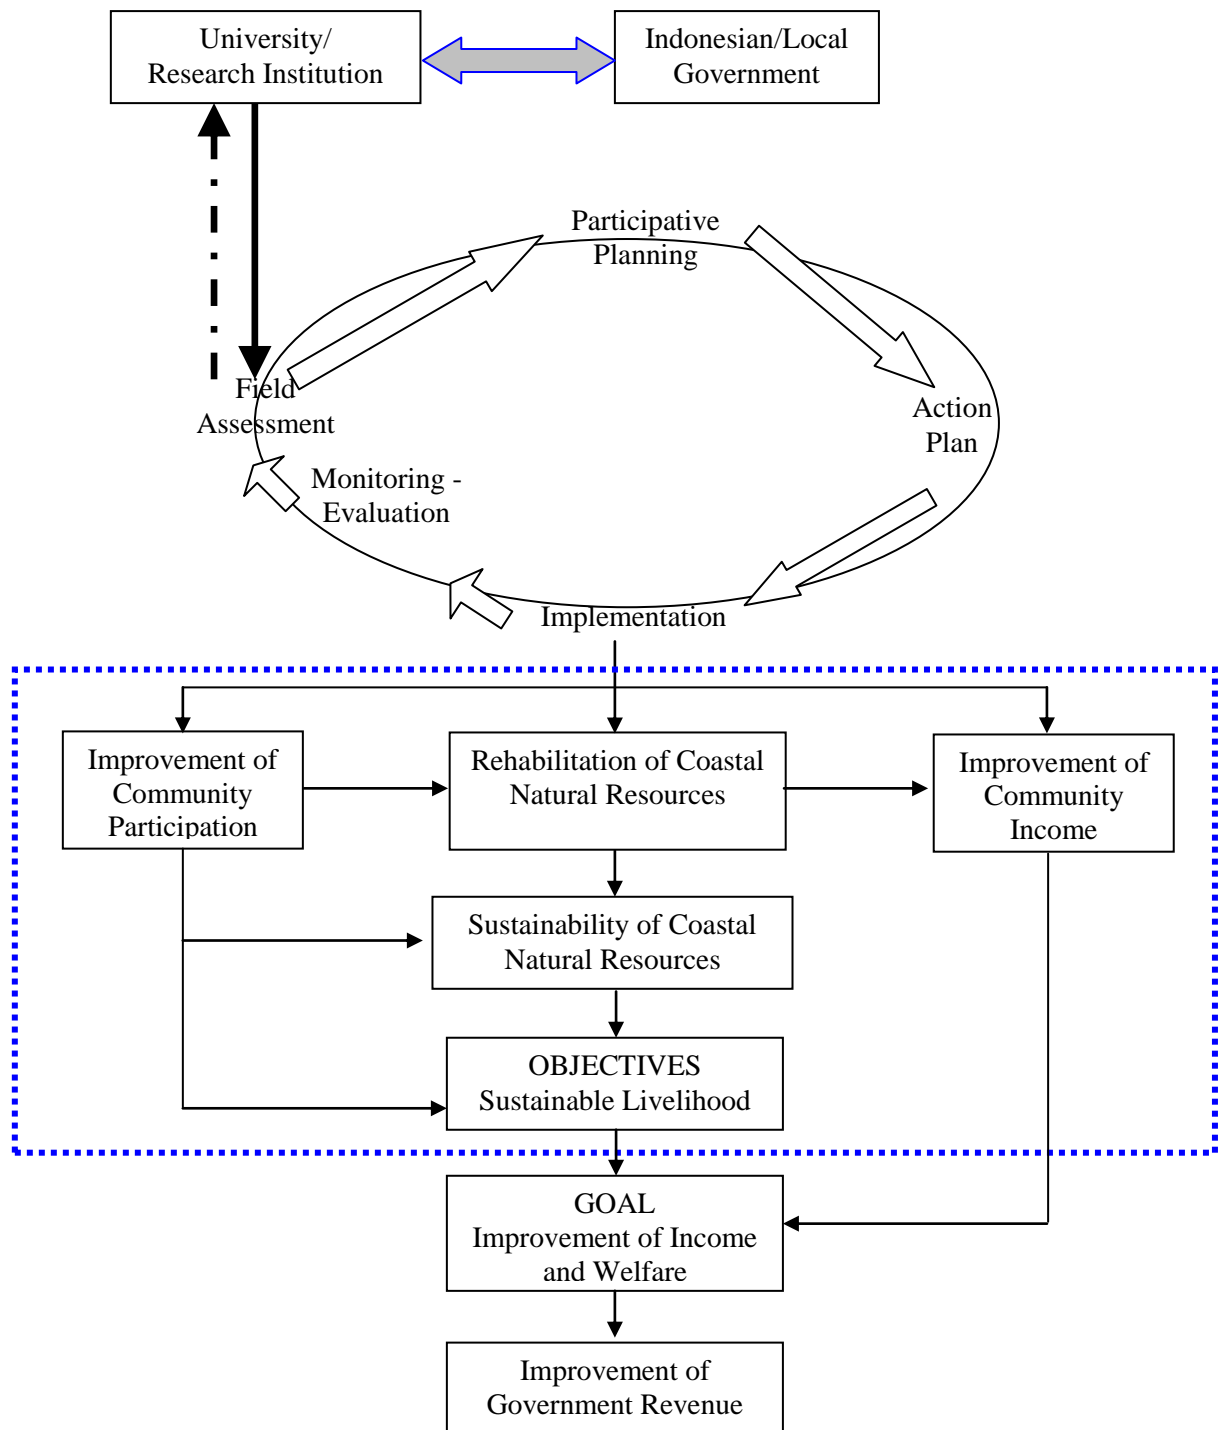 University/
Research Institution
Indonesian/Local
Government
Participative
Planning
Field
Assessment
Action
Plan
Monitoring -
Evaluation
Implementation
Improvement of
Community
Participation
Rehabilitation of Coastal
Natural Resources
Improvement of
Community
Income
Sustainability of Coastal
Natural Resources
OBJECTIVES
Sustainable Livelihood
GOAL
Improvement of Income
and Welfare
Improvement of
Government Revenue